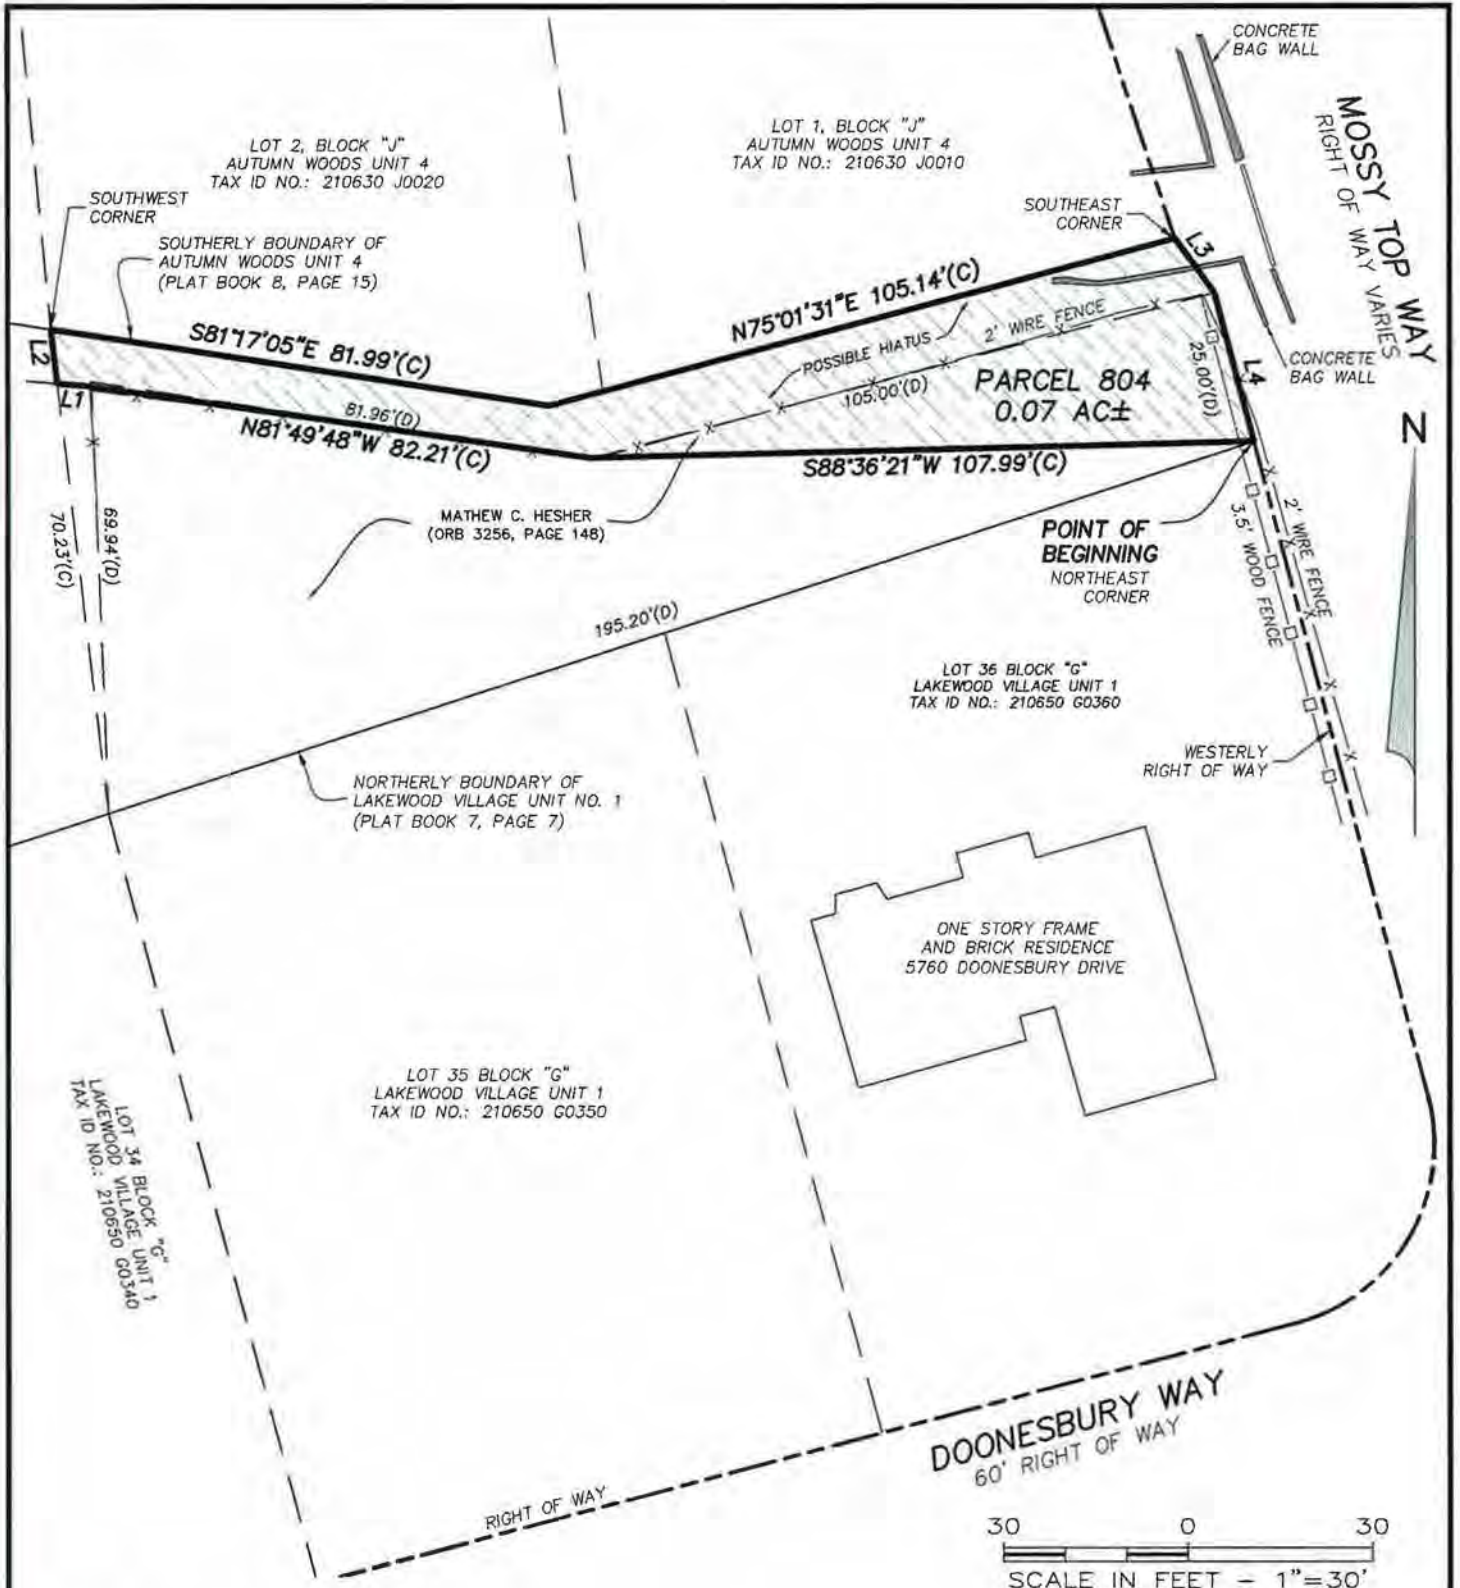 CONCRETE
BAG WALL
MOSSY TOP WAY
RIGHT OF WAY VARIES
LOT 2, BLOCK "J"
AUTUMN WOODS UNIT 4
TAX ID NO.: 210630 J0020
LOT 1, BLOCK "J"
AUTUMN WOODS UNIT 4
TAX ID NO.: 210630 J0010
SOUTHWEST
CORNER
SOUTHEAST
CORNER
SOUTHERLY BOUNDARY OF
AUTUMN WOODS UNIT 4
(PLAT BOOK 8, PAGE 15)
L3
N75°01'31"E 105.14'(C)
S81°17'05"E 81.99'(C)
L2
2' WIRE FENCE
POSSIBLE HIATUS
25.00'(D)
L4
CONCRETE
BAG WALL
PARCEL 804
0.07 AC±
105.00'(D)
L1
81.96'(D)
N81°49'48"W 82.21'(C)
S88°36'21"W 107.99'(C)
N
MATHEW C. HESHER
(ORB 3256, PAGE 148)
70.23'(C)
69.94'(D)
POINT OF
BEGINNING
NORTHEAST
CORNER
2' WIRE FENCE
3.5' WOOD FENCE
195.20'(D)
LOT 36 BLOCK "G"
LAKEWOOD VILLAGE UNIT 1
TAX ID NO.: 210650 G0360
WESTERLY
RIGHT OF WAY
NORTHERLY BOUNDARY OF
LAKEWOOD VILLAGE UNIT NO. 1
(PLAT BOOK 7, PAGE 7)
ONE STORY FRAME
AND BRICK RESIDENCE
5760 DOONESBURY DRIVE
LOT 35 BLOCK "G"
LAKEWOOD VILLAGE UNIT 1
TAX ID NO.: 210650 G0350
LOT 34 BLOCK "G"
LAKEWOOD VILLAGE UNIT 1
TAX ID NO.: 210650 G0340
DOONESBURY WAY
60' RIGHT OF WAY
RIGHT OF WAY
30 0 30
SCALE IN FEET - 1"=30'